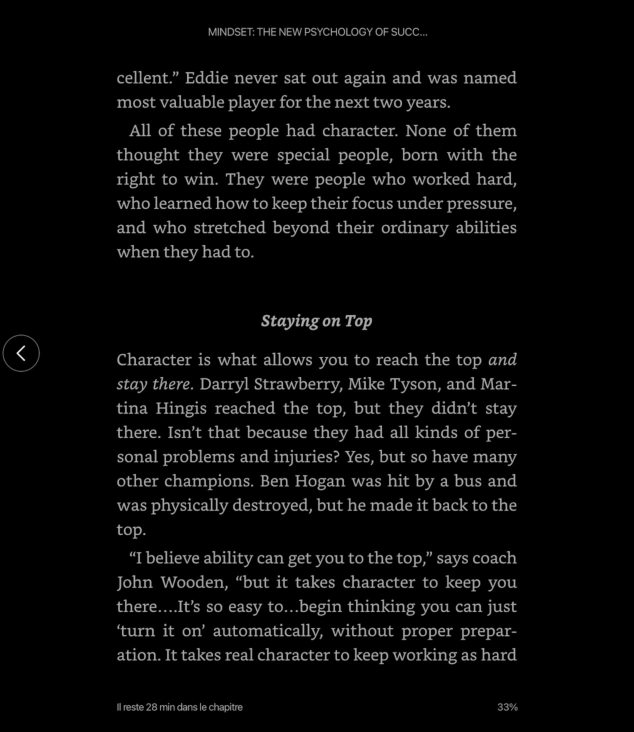 MINDSET: THE NEW PSYCHOLOGY OF SUCC...
cellent.” Eddie never sat out again and was named
most valuable player for the next two years.
All of these people had character. None of them
thought they were special people, born with the
right to win. They were people who worked hard,
who learned how to keep their focus under pressure,
and who stretched beyond their ordinary abilities
when they had to.
Staying on Top
Character is what allows you to reach the top and
stay there. Darryl Strawberry, Mike Tyson, and Mar-
tina Hingis reached the top, but they didn’t stay
there. Isn’t that because they had all kinds of per-
sonal problems and injuries? Yes, but so have many
other champions. Ben Hogan was hit by a bus and
was physically destroyed, but he made it back to the
top.
“I believe ability can get you to the top,” says coach
John Wooden, “but it takes character to keep you
there....It’s so easy to...begin thinking you can just
‘turn it on’ automatically, without proper prepar-
ation. It takes real character to keep working as hard
Il reste 28 min dans le chapitre
33%